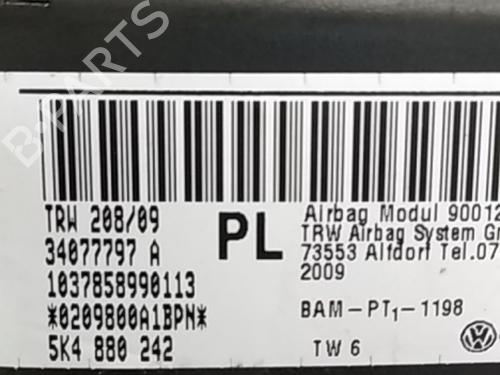 TRW 208/09
34077797 A
1037858990113
*0209800A1BPN*
5K4 880 242
PL
Airbag Modul 90012
TRW Airbag System G
73553 Alfdorf Tel.07
2009
BAM-PT1-1198
TW 6
B-PARTS